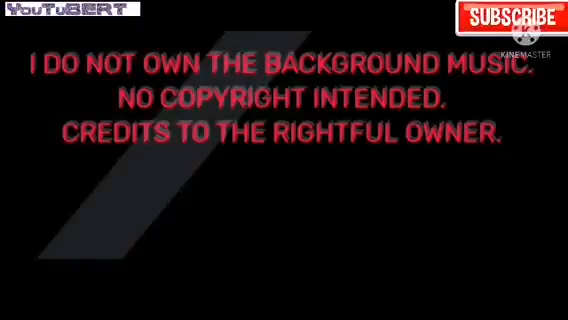 YouTuBERT
SUBSCRIBE
KINEMASTER
I DO NOT OWN THE BACKGROUND MUSIC.
NO COPYRIGHT INTENDED.
CREDITS TO THE RIGHTFUL OWNER.